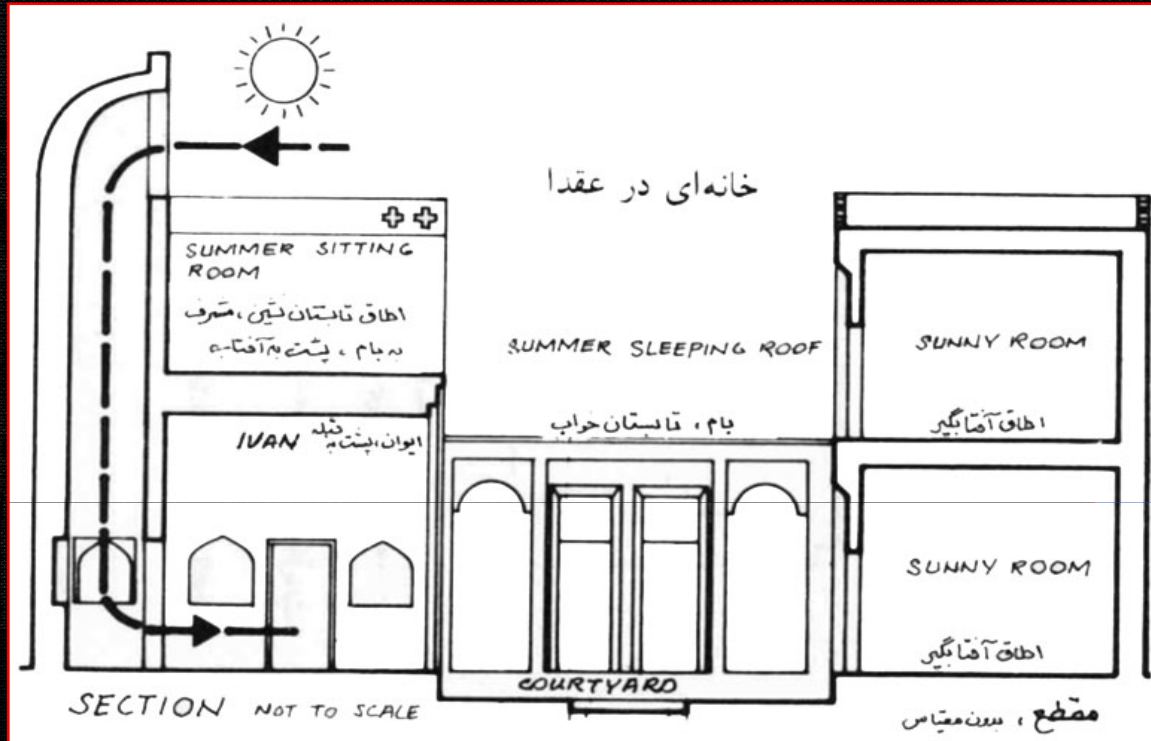 خانه‌ای در عقدا
SUMMER SITTING
ROOM
اطاق تابستان نشین، مشرف
به بام، پشت به آفتاب
SUMMER SLEEPING ROOF
بام، تابستان خواب
SUNNY ROOM
اطاق آفتابگیر
IVAN ایوان، پشت به قبله
SUNNY ROOM
اطاق آفتابگیر
COURTYARD
SECTION NOT TO SCALE
مقطع، بدون مقیاس